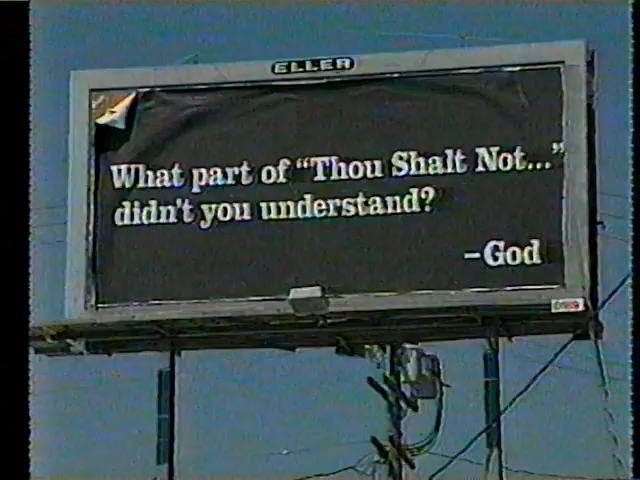 ELLER
What part of “Thou Shalt Not...”
didn't you understand?
–God